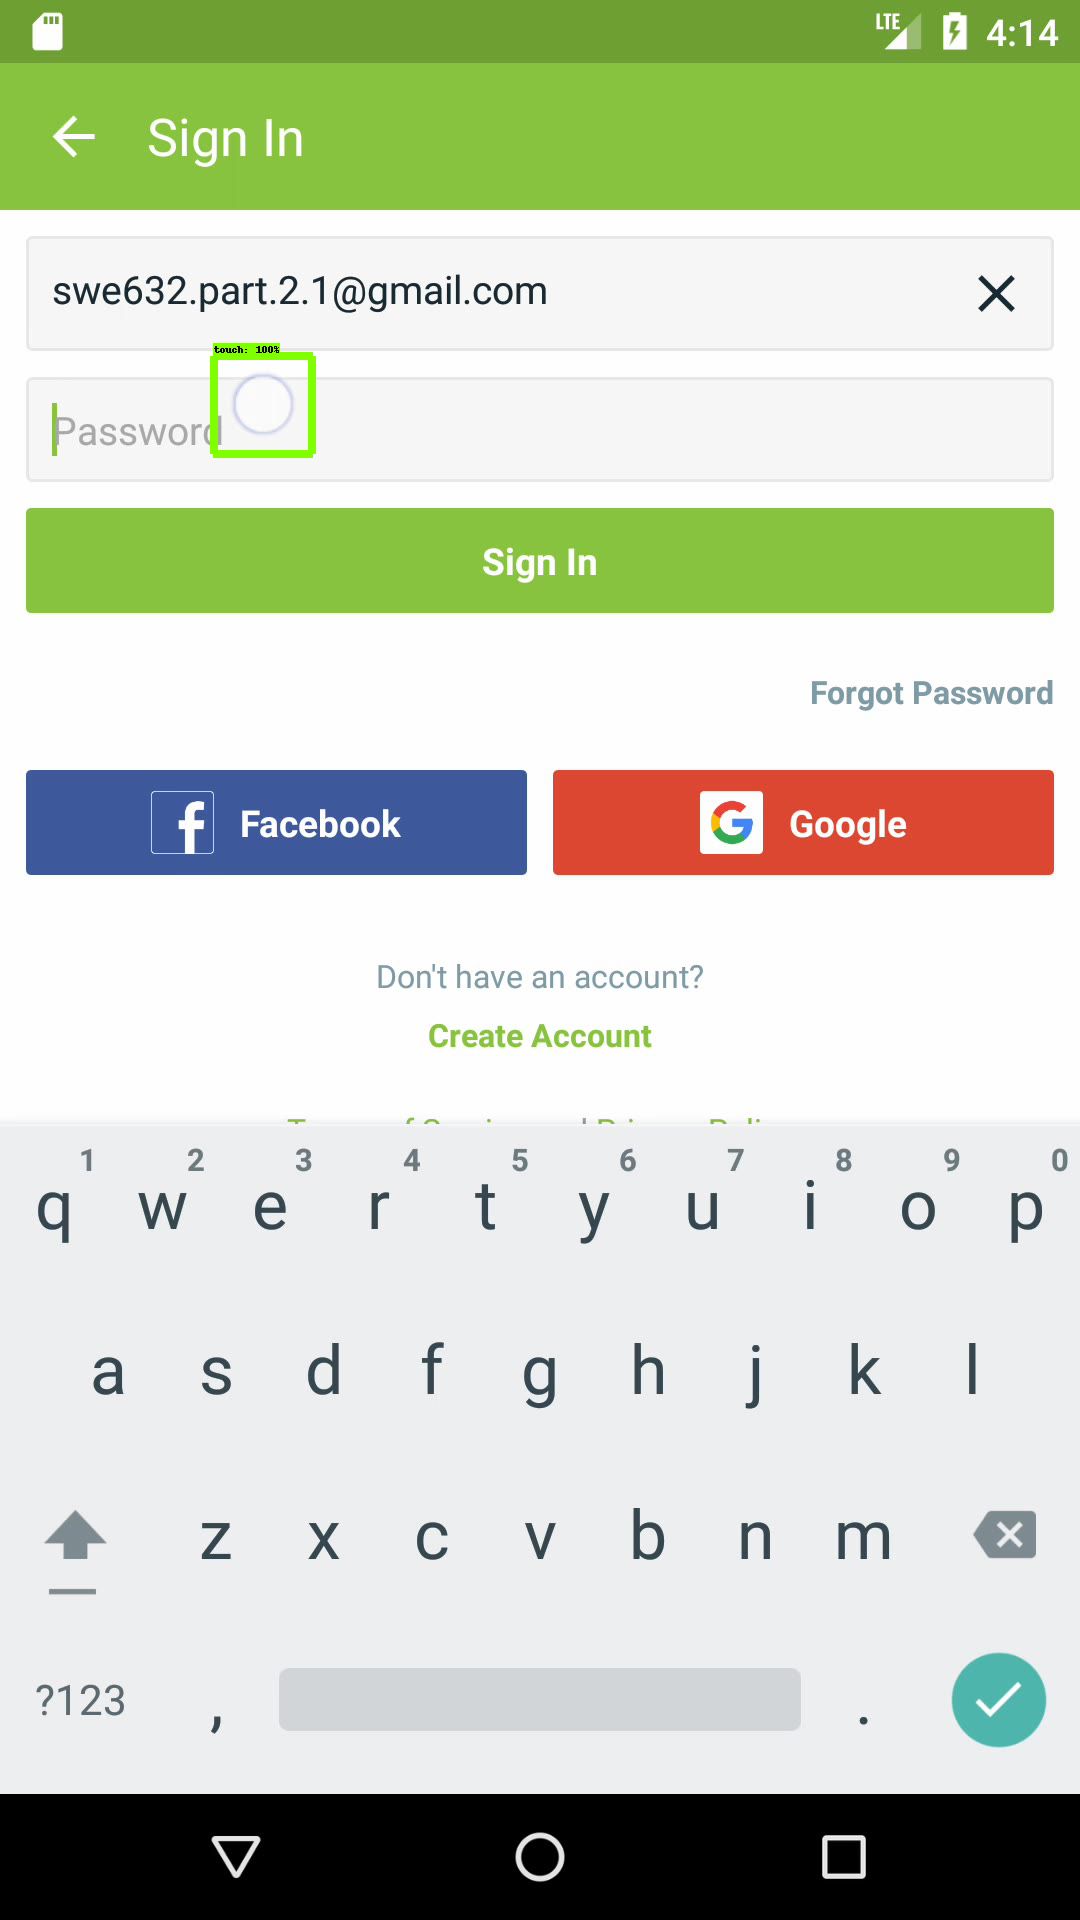 LTE 4:14
Sign In
swe632.part.2.1@gmail.com
touch: 100%
Password
Sign In
Forgot Password
Facebook
Google
Don't have an account?
Create Account
1 2 3 4 5 6 7 8 9 0
q w e r t y u i o p
a s d f g h j k l
z x c v b n m
?123 , .